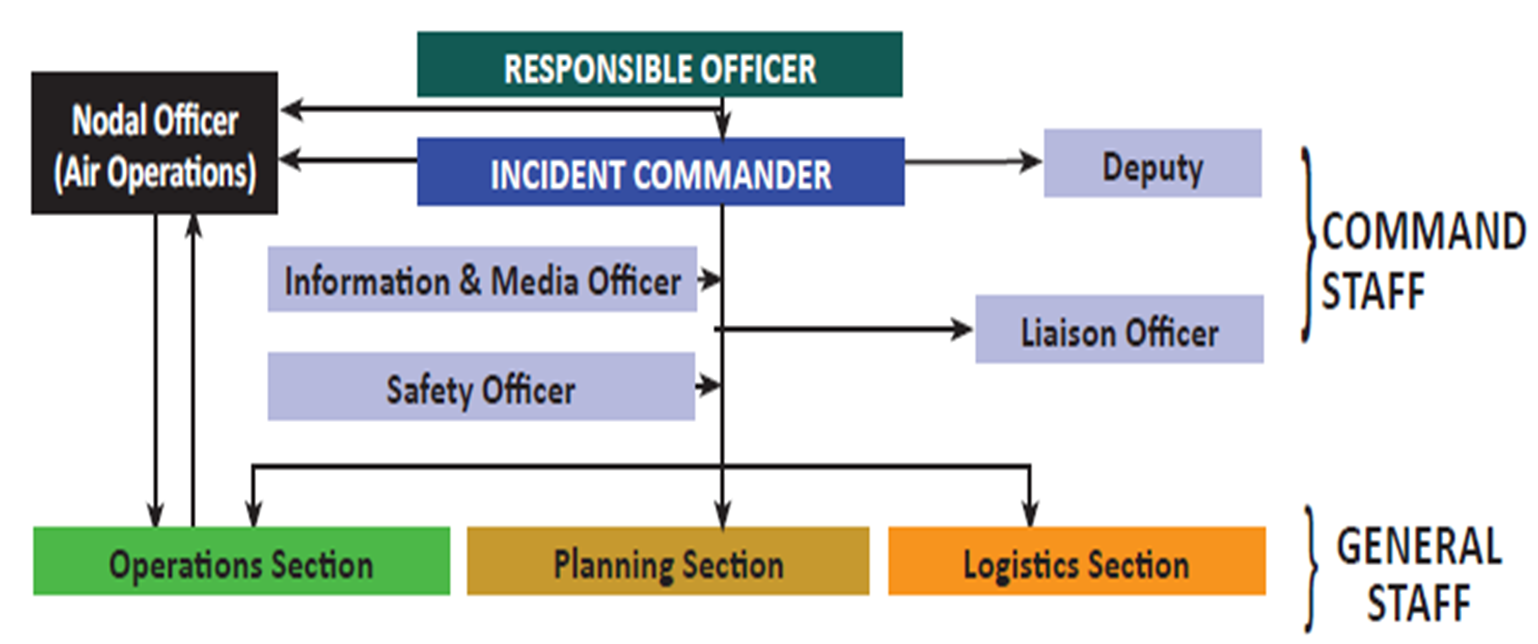 RESPONSIBLE OFFICER
Nodal Officer
(Air Operations)
INCIDENT COMMANDER
Deputy
COMMAND
STAFF
Information & Media Officer
Liaison Officer
Safety Officer
Operations Section
Planning Section
Logistics Section
GENERAL
STAFF